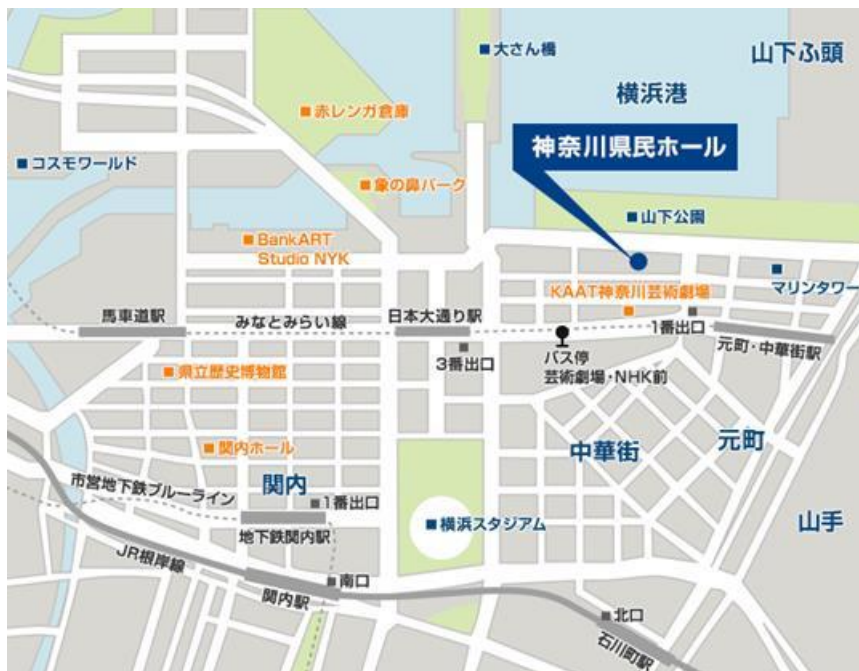 大さん橋
山下ふ頭
横浜港
赤レンガ倉庫
神奈川県民ホール
コスモワールド
象の鼻パーク
山下公園
BankART
Studio NYK
マリンタワー
KAAT神奈川芸術劇場
馬車道駅
みなとみらい線
日本大通り駅
1番出口
元町・中華街駅
3番出口
バス停
芸術劇場・NHK前
県立歴史博物館
関内ホール
中華街
元町
市営地下鉄ブルーライン
関内
1番出口
地下鉄関内駅
横浜スタジアム
山手
JR根岸線
関内駅
南口
北口
石川町駅